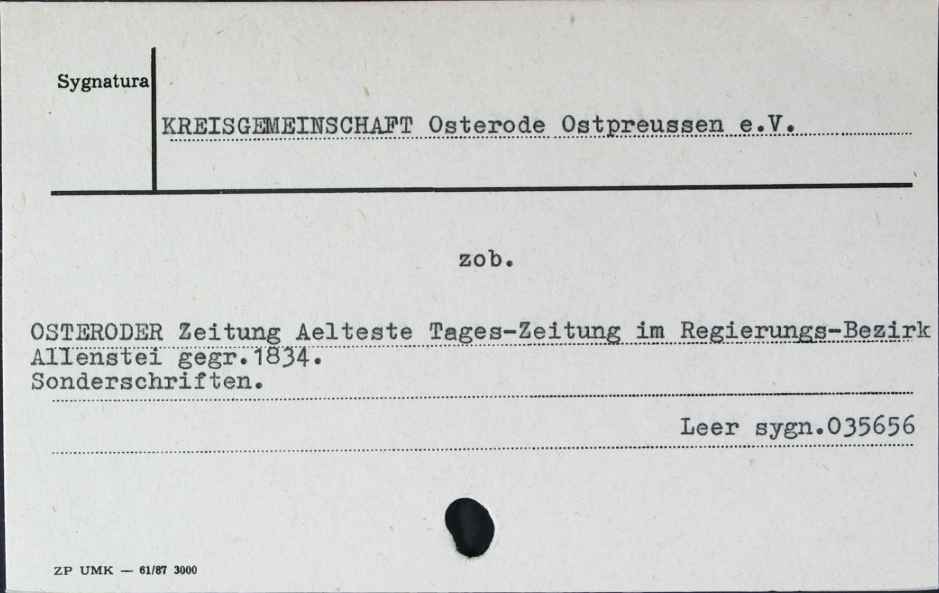 Sygnatura
KREISGEMEINSCHAFT Osterode Ostpreussen e.V.
zob.
OSTERODER Zeitung Aelteste Tages-Zeitung im Regierungs-Bezirk
Allenstei gegr.1834.
Sonderschriften.
Leer sygn.035656
ZP UMK — 61/87 3000